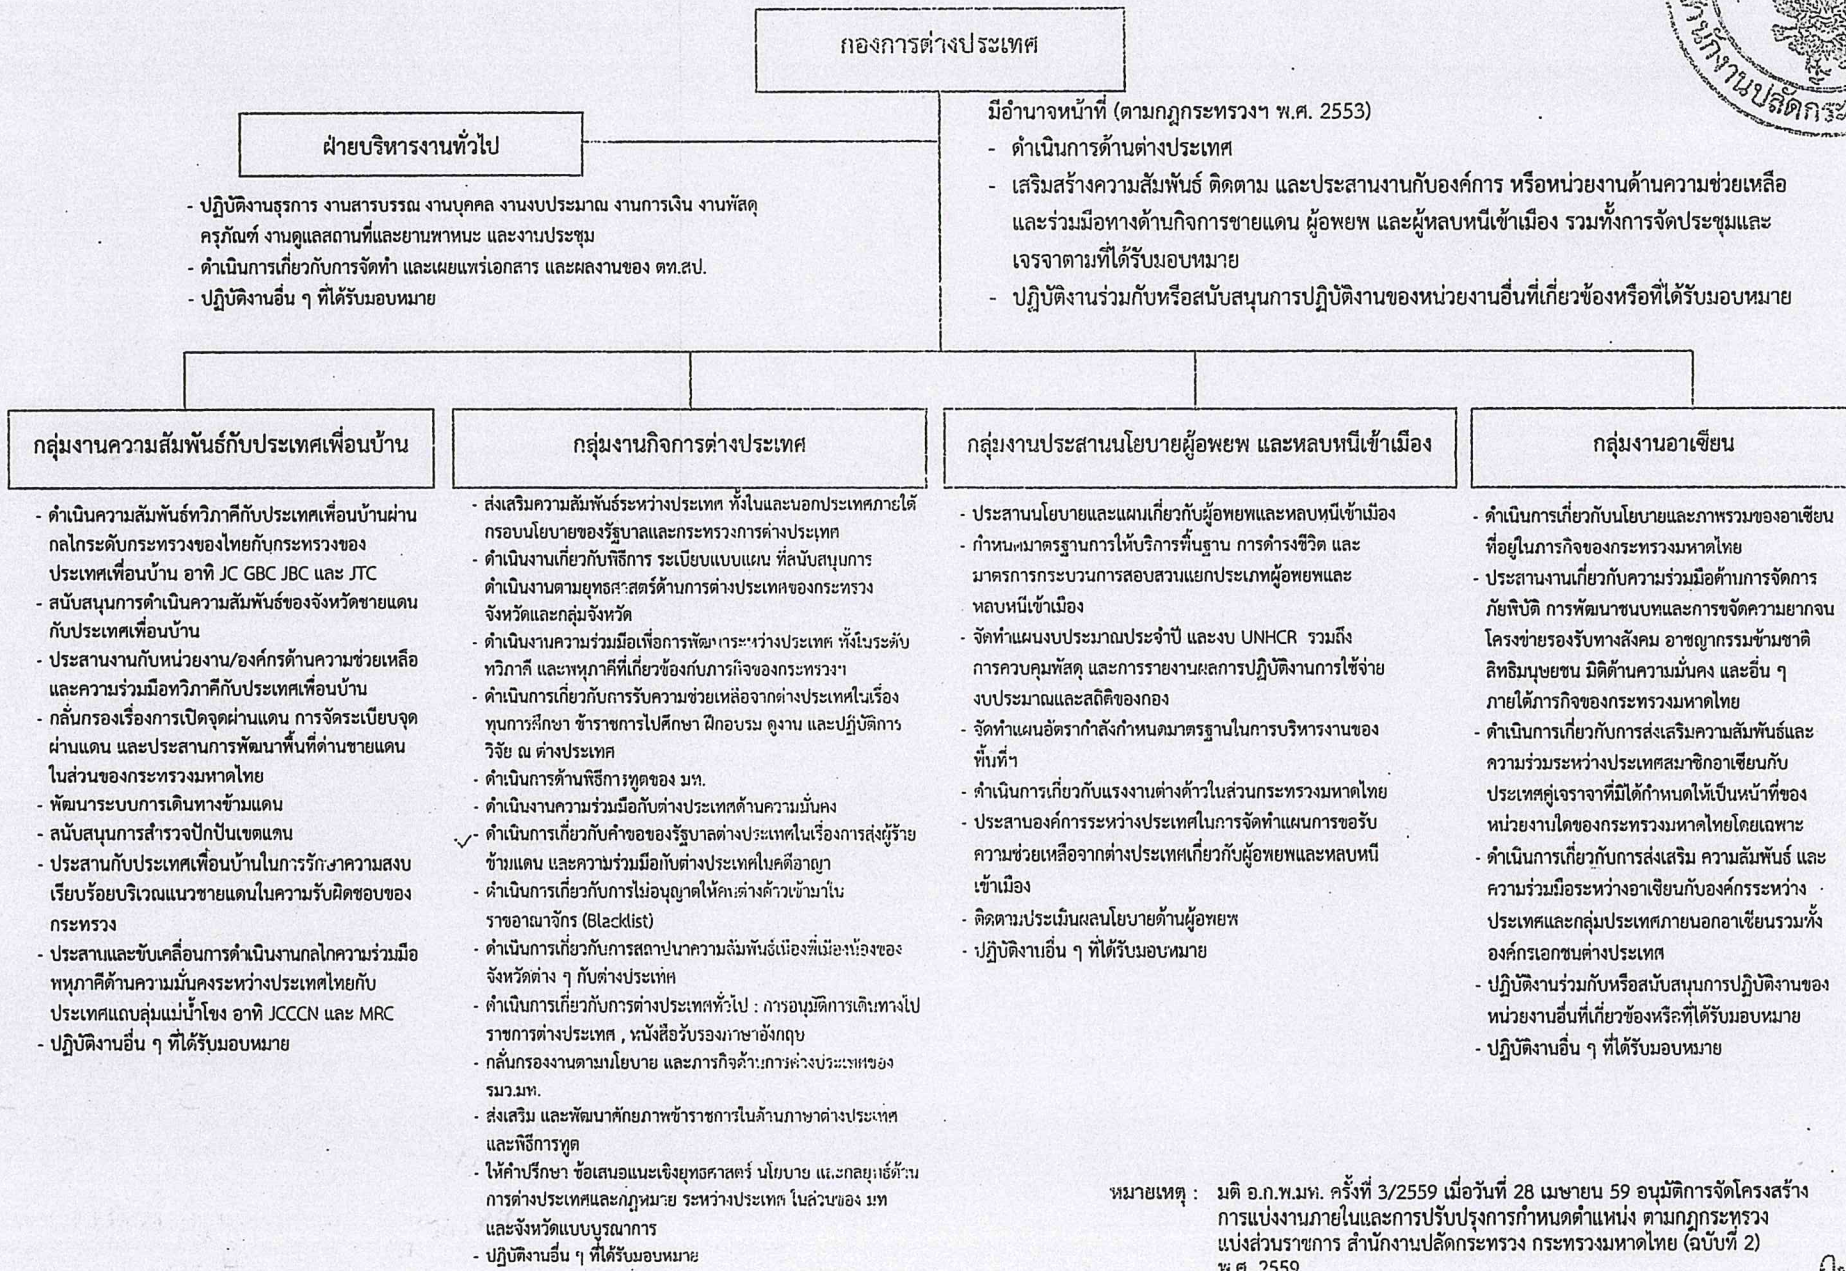 กองการต่างประเทศ
สำนักงานปลัดกระ
ฝ่ายบริหารงานทั่วไป
- ปฏิบัติงานธุรการ งานสารบรรณ งานบุคคล งานงบประมาณ งานการเงิน งานพัสดุ
ครุภัณฑ์ งานดูแลสถานที่และยานพาหนะ และงานประชุม
- ดำเนินการเกี่ยวกับการจัดทำ และเผยแพร่เอกสาร และผลงานของ ตท.สป.
- ปฏิบัติงานอื่น ๆ ที่ได้รับมอบหมาย
มีอำนาจหน้าที่ (ตามกฎกระทรวงฯ พ.ศ. 2553)
- ดำเนินการด้านต่างประเทศ
- เสริมสร้างความสัมพันธ์ ติดตาม และประสานงานกับองค์การ หรือหน่วยงานด้านความช่วยเหลือ
และร่วมมือทางด้านกิจการชายแดน ผู้อพยพ และผู้หลบหนีเข้าเมือง รวมทั้งการจัดประชุมและ
เจรจาตามที่ได้รับมอบหมาย
- ปฏิบัติงานร่วมกับหรือสนับสนุนการปฏิบัติงานของหน่วยงานอื่นที่เกี่ยวข้องหรือที่ได้รับมอบหมาย
กลุ่มงานความสัมพันธ์กับประเทศเพื่อนบ้าน
- ดำเนินความสัมพันธ์ทวิภาคีกับประเทศเพื่อนบ้านผ่าน
กลไกระดับกระทรวงของไทยกับกระทรวงของ
ประเทศเพื่อนบ้าน อาทิ JC GBC JBC และ JTC
- สนับสนุนการดำเนินความสัมพันธ์ของจังหวัดชายแดน
กับประเทศเพื่อนบ้าน
- ประสานงานกับหน่วยงาน/องค์กรด้านความช่วยเหลือ
และความร่วมมือทวิภาคีกับประเทศเพื่อนบ้าน
- กลั่นกรองเรื่องการเปิดจุดผ่านแดน การจัดระเบียบจุด
ผ่านแดน และประสานการพัฒนาพื้นที่ด่านชายแดน
ในส่วนของกระทรวงมหาดไทย
- พัฒนาระบบการเดินทางข้ามแดน
- สนับสนุนการสำรวจปักปันเขตแดน
- ประสานกับประเทศเพื่อนบ้านในการรักษาความสงบ
เรียบร้อยบริเวณแนวชายแดนในความรับผิดชอบของ
กระทรวง
- ประสานและขับเคลื่อนการดำเนินงานกลไกความร่วมมือ
พหุภาคีด้านความมั่นคงระหว่างประเทศไทยกับ
ประเทศแถบลุ่มแม่น้ำโขง อาทิ JCCCN และ MRC
- ปฏิบัติงานอื่น ๆ ที่ได้รับมอบหมาย
กลุ่มงานกิจการต่างประเทศ
- ส่งเสริมความสัมพันธ์ระหว่างประเทศ ทั้งในและนอกประเทศภายใต้
กรอบนโยบายของรัฐบาลและกระทรวงการต่างประเทศ
- ดำเนินงานเกี่ยวกับพิธีการ ระเบียบแบบแผน ที่สนับสนุนการ
ดำเนินงานตามยุทธศาสตร์ด้านการต่างประเทศของกระทรวง
จังหวัดและกลุ่มจังหวัด
- ดำเนินงานความร่วมมือเพื่อการพัฒนาระหว่างประเทศ ทั้งในระดับ
ทวิภาคี และพหุภาคีที่เกี่ยวข้องกับภารกิจของกระทรวงฯ
- ดำเนินการเกี่ยวกับการรับความช่วยเหลือจากต่างประเทศในเรื่อง
ทุนการศึกษา ข้าราชการไปศึกษา ฝึกอบรม ดูงาน และปฏิบัติการ
วิจัย ณ ต่างประเทศ
- ดำเนินการด้านพิธีการทูตของ มท.
- ดำเนินงานความร่วมมือกับต่างประเทศด้านความมั่นคง
- ดำเนินการเกี่ยวกับคำขอของรัฐบาลต่างประเทศในเรื่องการส่งผู้ร้าย
ข้ามแดน และความร่วมมือกับต่างประเทศในคดีอาญา
- ดำเนินการเกี่ยวกับการไม่อนุญาตให้คนต่างด้าวเข้ามาใน
ราชอาณาจักร (Blacklist)
- ดำเนินการเกี่ยวกับการสถาปนาความสัมพันธ์เมืองพี่เมืองน้องของ
จังหวัดต่าง ๆ กับต่างประเทศ
- ดำเนินการเกี่ยวกับการต่างประเทศทั่วไป : การอนุมัติการเดินทางไป
ราชการต่างประเทศ , หนังสือรับรองภาษาอังกฤษ
- กลั่นกรองงานตามนโยบาย และภารกิจด้านการต่างประเทศของ
รมว.มท.
- ส่งเสริม และพัฒนาศักยภาพข้าราชการในด้านภาษาต่างประเทศ
และพิธีการทูต
- ให้คำปรึกษา ข้อเสนอแนะเชิงยุทธศาสตร์ นโยบาย และกลยุทธ์ด้าน
การต่างประเทศและกฎหมาย ระหว่างประเทศ ในส่วนของ มท
และจังหวัดแบบบูรณาการ
- ปฏิบัติงานอื่น ๆ ที่ได้รับมอบหมาย
กลุ่มงานประสานนโยบายผู้อพยพ และหลบหนีเข้าเมือง
- ประสานนโยบายและแผนเกี่ยวกับผู้อพยพและหลบหนีเข้าเมือง
- กำหนดมาตรฐานการให้บริการพื้นฐาน การดำรงชีวิต และ
มาตรการกระบวนการสอบสวนแยกประเภทผู้อพยพและ
หลบหนีเข้าเมือง
- จัดทำแผนงบประมาณประจำปี และงบ UNHCR รวมถึง
การควบคุมพัสดุ และการรายงานผลการปฏิบัติงานการใช้จ่าย
งบประมาณและสถิติของกอง
- จัดทำแผนอัตรากำลังกำหนดมาตรฐานในการบริหารงานของ
พื้นที่ฯ
- ดำเนินการเกี่ยวกับแรงงานต่างด้าวในส่วนกระทรวงมหาดไทย
- ประสานองค์การระหว่างประเทศในการจัดทำแผนการขอรับ
ความช่วยเหลือจากต่างประเทศเกี่ยวกับผู้อพยพและหลบหนี
เข้าเมือง
- ติดตามประเมินผลนโยบายด้านผู้อพยพ
- ปฏิบัติงานอื่น ๆ ที่ได้รับมอบหมาย
กลุ่มงานอาเซียน
- ดำเนินการเกี่ยวกับนโยบายและภาพรวมของอาเซียน
ที่อยู่ในภารกิจของกระทรวงมหาดไทย
- ประสานงานเกี่ยวกับความร่วมมือด้านการจัดการ
ภัยพิบัติ การพัฒนาชนบทและการขจัดความยากจน
โครงข่ายรองรับทางสังคม อาชญากรรมข้ามชาติ
สิทธิมนุษยชน มิติด้านความมั่นคง และอื่น ๆ
ภายใต้ภารกิจของกระทรวงมหาดไทย
- ดำเนินการเกี่ยวกับการส่งเสริมความสัมพันธ์และ
ความร่วมระหว่างประเทศสมาชิกอาเซียนกับ
ประเทศคู่เจราจาที่มิได้กำหนดให้เป็นหน้าที่ของ
หน่วยงานใดของกระทรวงมหาดไทยโดยเฉพาะ
- ดำเนินการเกี่ยวกับการส่งเสริม ความสัมพันธ์ และ
ความร่วมมือระหว่างอาเซียนกับองค์กรระหว่าง
ประเทศและกลุ่มประเทศภายนอกอาเซียนรวมทั้ง
องค์กรเอกชนต่างประเทศ
- ปฏิบัติงานร่วมกับหรือสนับสนุนการปฏิบัติงานของ
หน่วยงานอื่นที่เกี่ยวข้องหรือที่ได้รับมอบหมาย
- ปฏิบัติงานอื่น ๆ ที่ได้รับมอบหมาย
หมายเหตุ : มติ อ.ก.พ.มท. ครั้งที่ 3/2559 เมื่อวันที่ 28 เมษายน 59 อนุมัติการจัดโครงสร้าง
การแบ่งงานภายในและการปรับปรุงการกำหนดตำแหน่ง ตามกฎกระทรวง
แบ่งส่วนราชการ สำนักงานปลัดกระทรวง กระทรวงมหาดไทย (ฉบับที่ 2)
พ.ศ. 2559